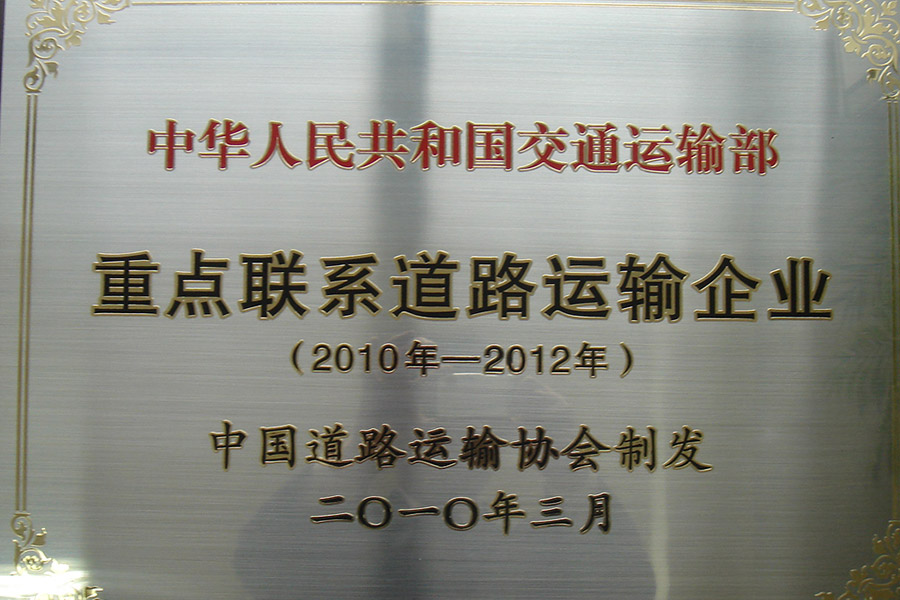 中华人民共和国交通运输部
重点联系道路运输企业
（2010年—2012年）
中国道路运输协会制发
二〇一〇年三月